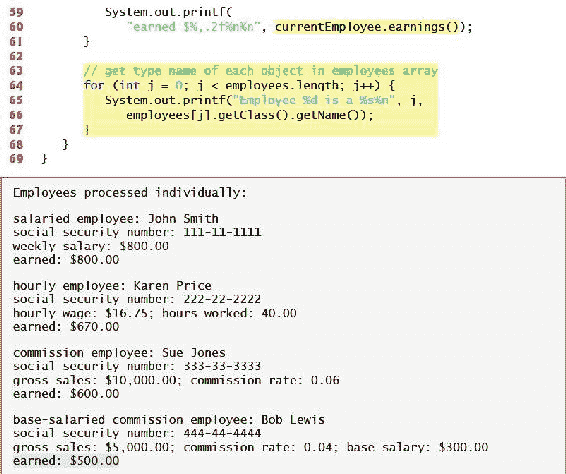 59 System.out.printf(
60 "earned $%,.2f%n%n", currentEmployee.earnings());
61 }
62
63 // get type name of each object in employees array
64 for (int j = 0; j < employees.length; j++) {
65 System.out.printf("Employee %d is a %s%n", j,
66 employees[j].getClass().getName());
67 }
68 }
69 }
Employees processed individually:
salaried employee: John Smith
social security number: 111-11-1111
weekly salary: $800.00
earned: $800.00
hourly employee: Karen Price
social security number: 222-22-2222
hourly wage: $16.75; hours worked: 40.00
earned: $670.00
commission employee: Sue Jones
social security number: 333-33-3333
gross sales: $10,000.00; commission rate: 0.06
earned: $600.00
base-salaried commission employee: Bob Lewis
social security number: 444-44-4444
gross sales: $5,000.00; commission rate: 0.04; base salary: $300.00
earned: $500.00